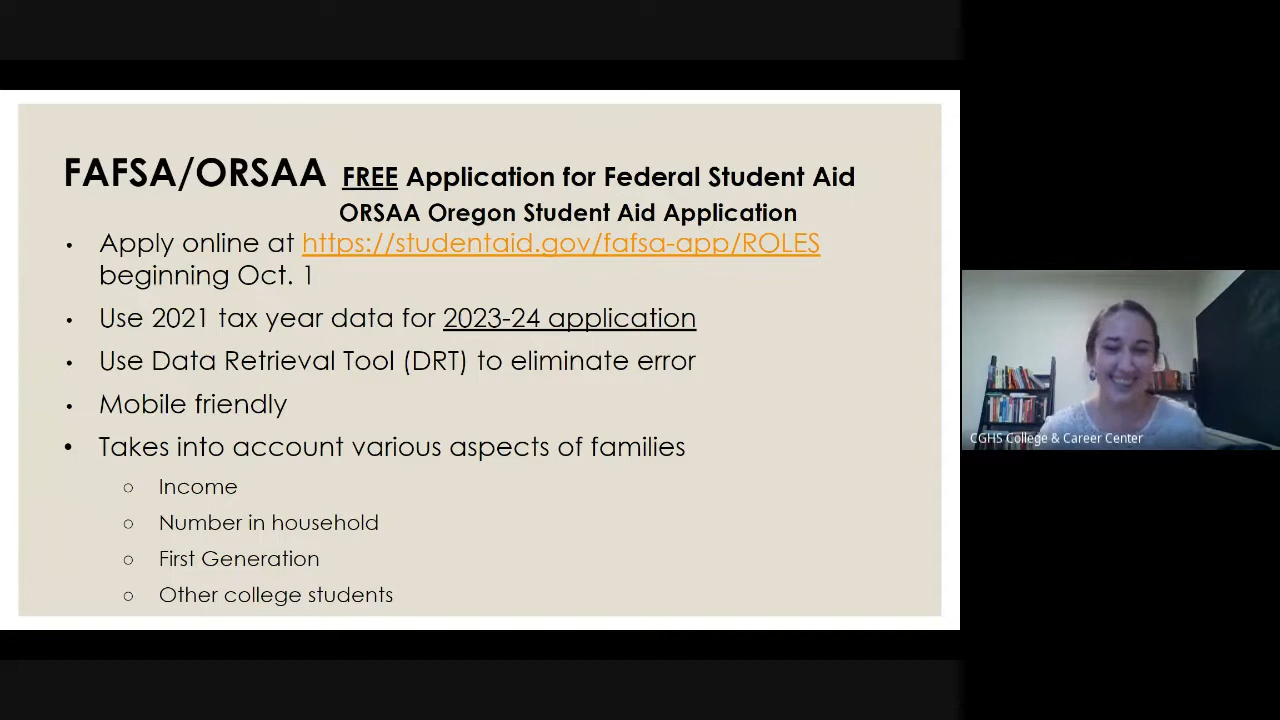 FAFSA/ORSAA FREE Application for Federal Student Aid
ORSAA Oregon Student Aid Application
• Apply online at https://studentaid.gov/fafsa-app/ROLES
beginning Oct. 1
• Use 2021 tax year data for 2023-24 application
• Use Data Retrieval Tool (DRT) to eliminate error
• Mobile friendly
• Takes into account various aspects of families
○ Income
○ Number in household
○ First Generation
○ Other college students
CGHS College & Career Center